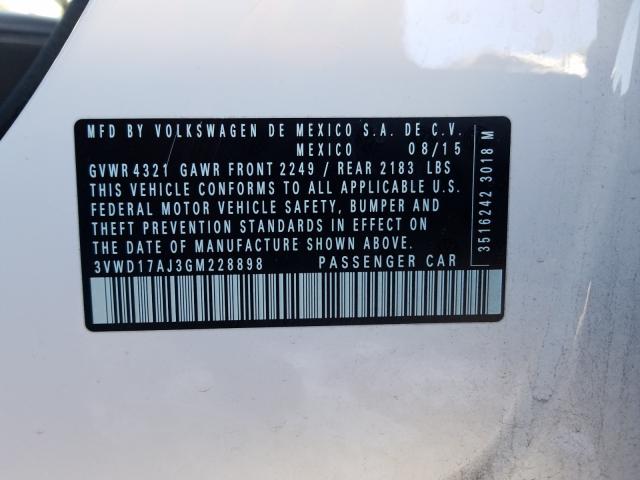 MFD BY VOLKSWAGEN DE MEXICO S.A. DE C.V.
MEXICO 08/15
GVWR 4321 GAWR FRONT 2249 / REAR 2183 LBS
THIS VEHICLE CONFORMS TO ALL APPLICABLE U.S.
FEDERAL MOTOR VEHICLE SAFETY, BUMPER AND
THEFT PREVENTION STANDARDS IN EFFECT ON
THE DATE OF MANUFACTURE SHOWN ABOVE.
3VWD17AJ3GM228898 PASSENGER CAR
3516242 3018 M